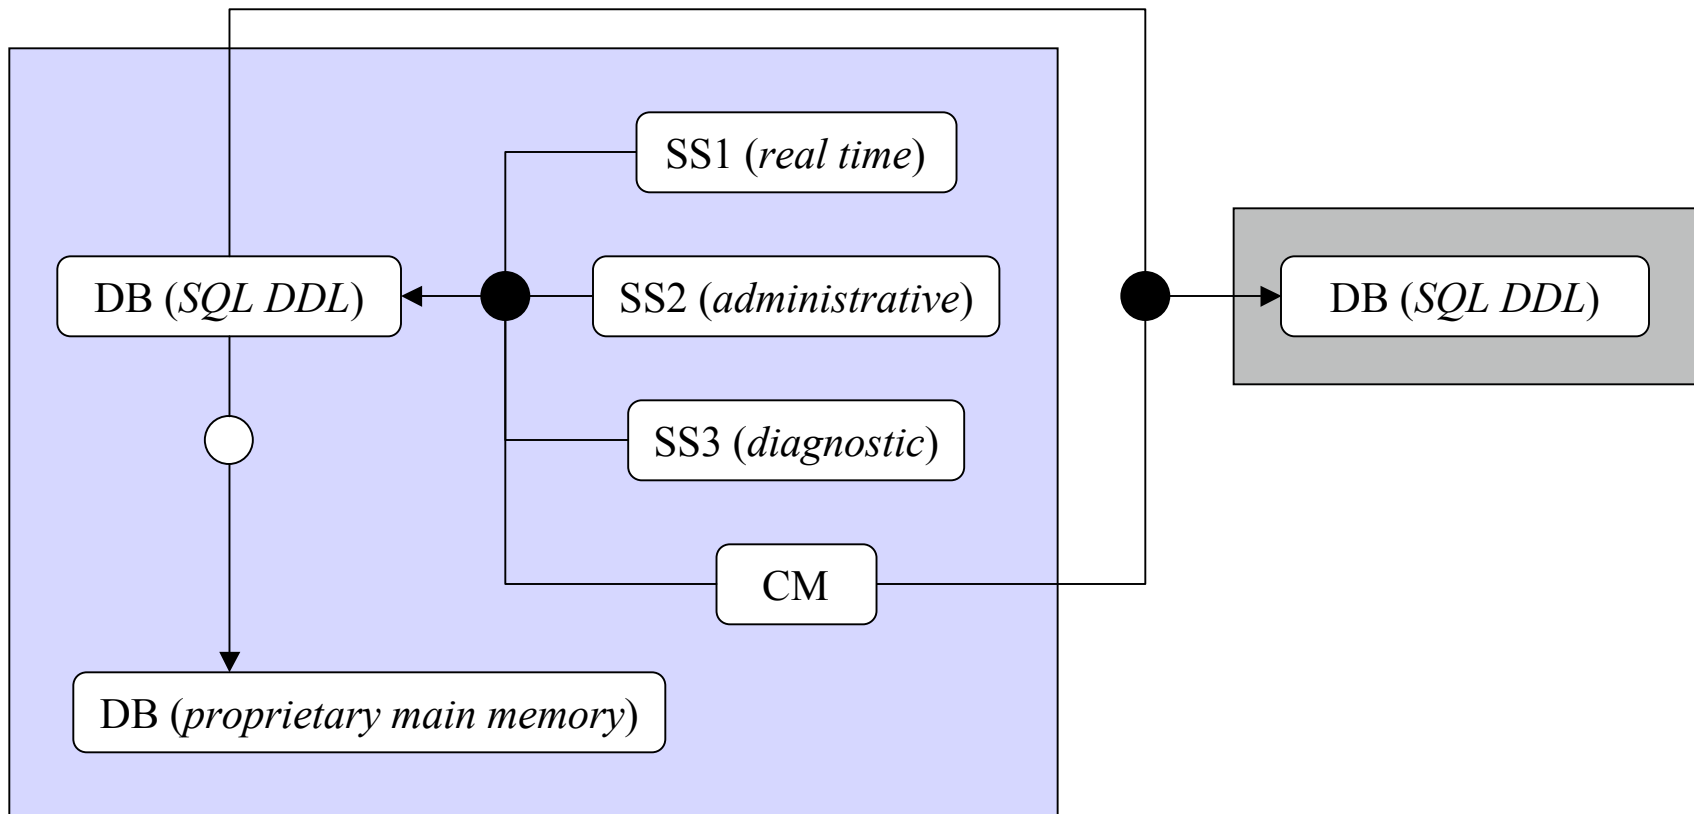 SS1 (real time)
DB (SQL DDL)
SS2 (administrative)
DB (SQL DDL)
SS3 (diagnostic)
CM
DB (proprietary main memory)